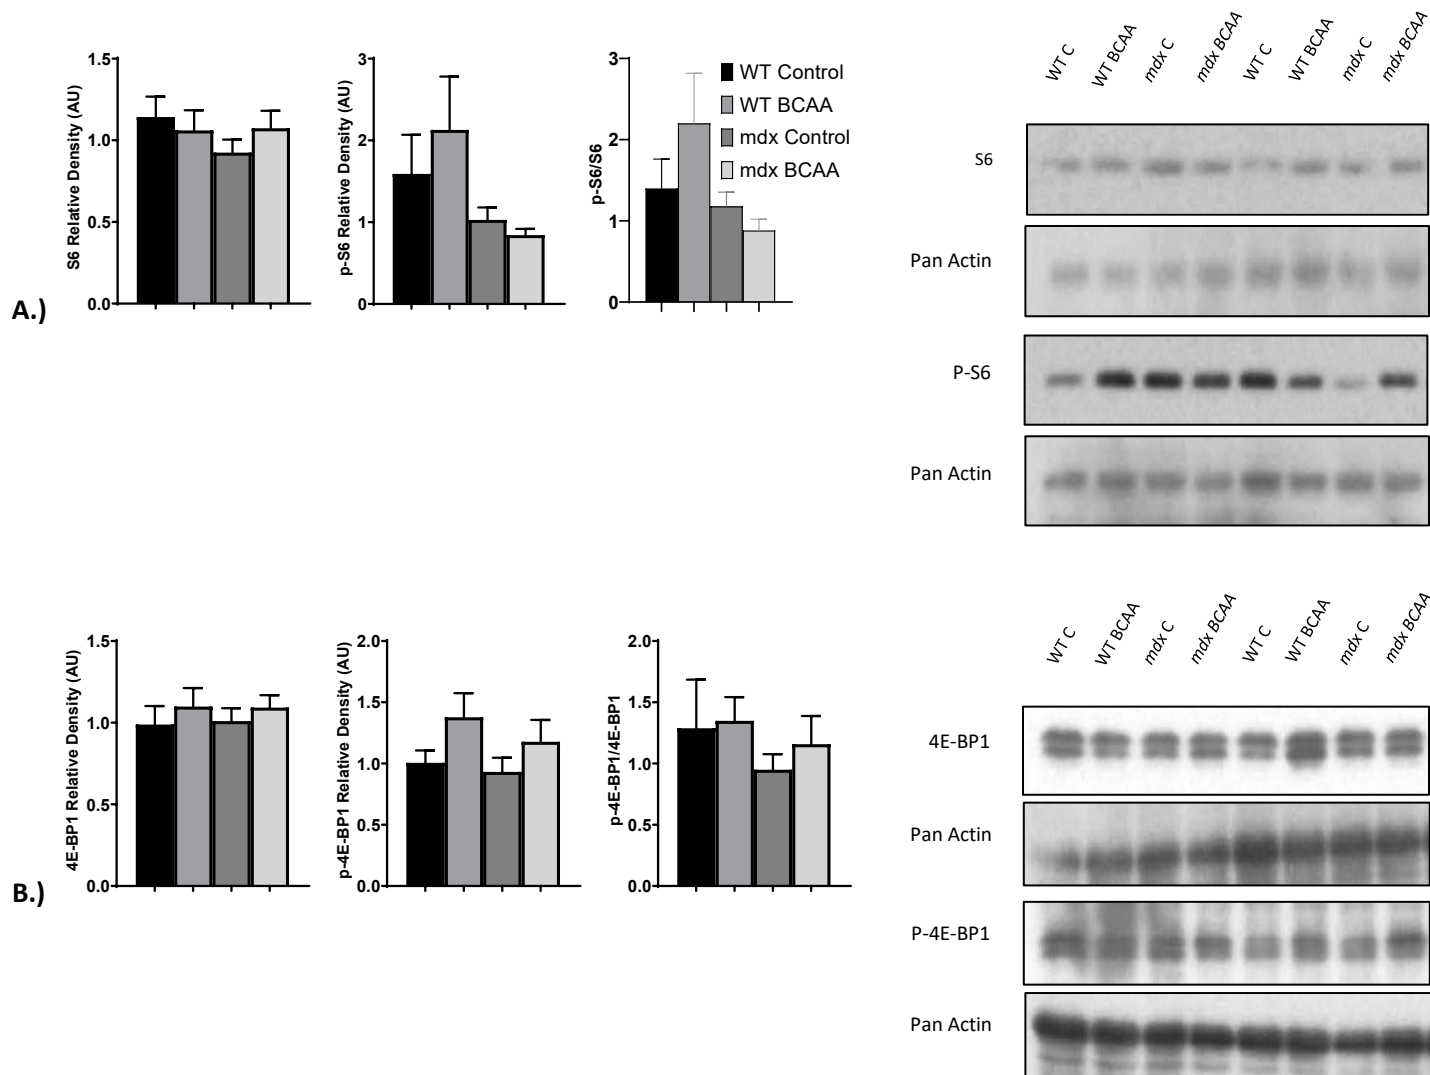 A.)
S6 Relative Density (AU)
1.5
1.0
0.5
0.0
p-S6 Relative Density (AU)
3
2
1
0
p-S6/S6
3
2
1
0
WT Control
WT BCAA
mdx Control
mdx BCAA
WT C
WT BCAA
mdx C
mdx BCAA
WT C
WT BCAA
mdx C
mdx BCAA
S6
Pan Actin
P-S6
Pan Actin
B.)
4E-BP1 Relative Density (AU)
1.5
1.0
0.5
0.0
p-4E-BP1 Relative Density (AU)
2.0
1.5
1.0
0.5
0.0
p-4E-BP1/4E-BP1
2.0
1.5
1.0
0.5
0.0
WT C
WT BCAA
mdx C
mdx BCAA
WT C
WT BCAA
mdx C
mdx BCAA
4E-BP1
Pan Actin
P-4E-BP1
Pan Actin